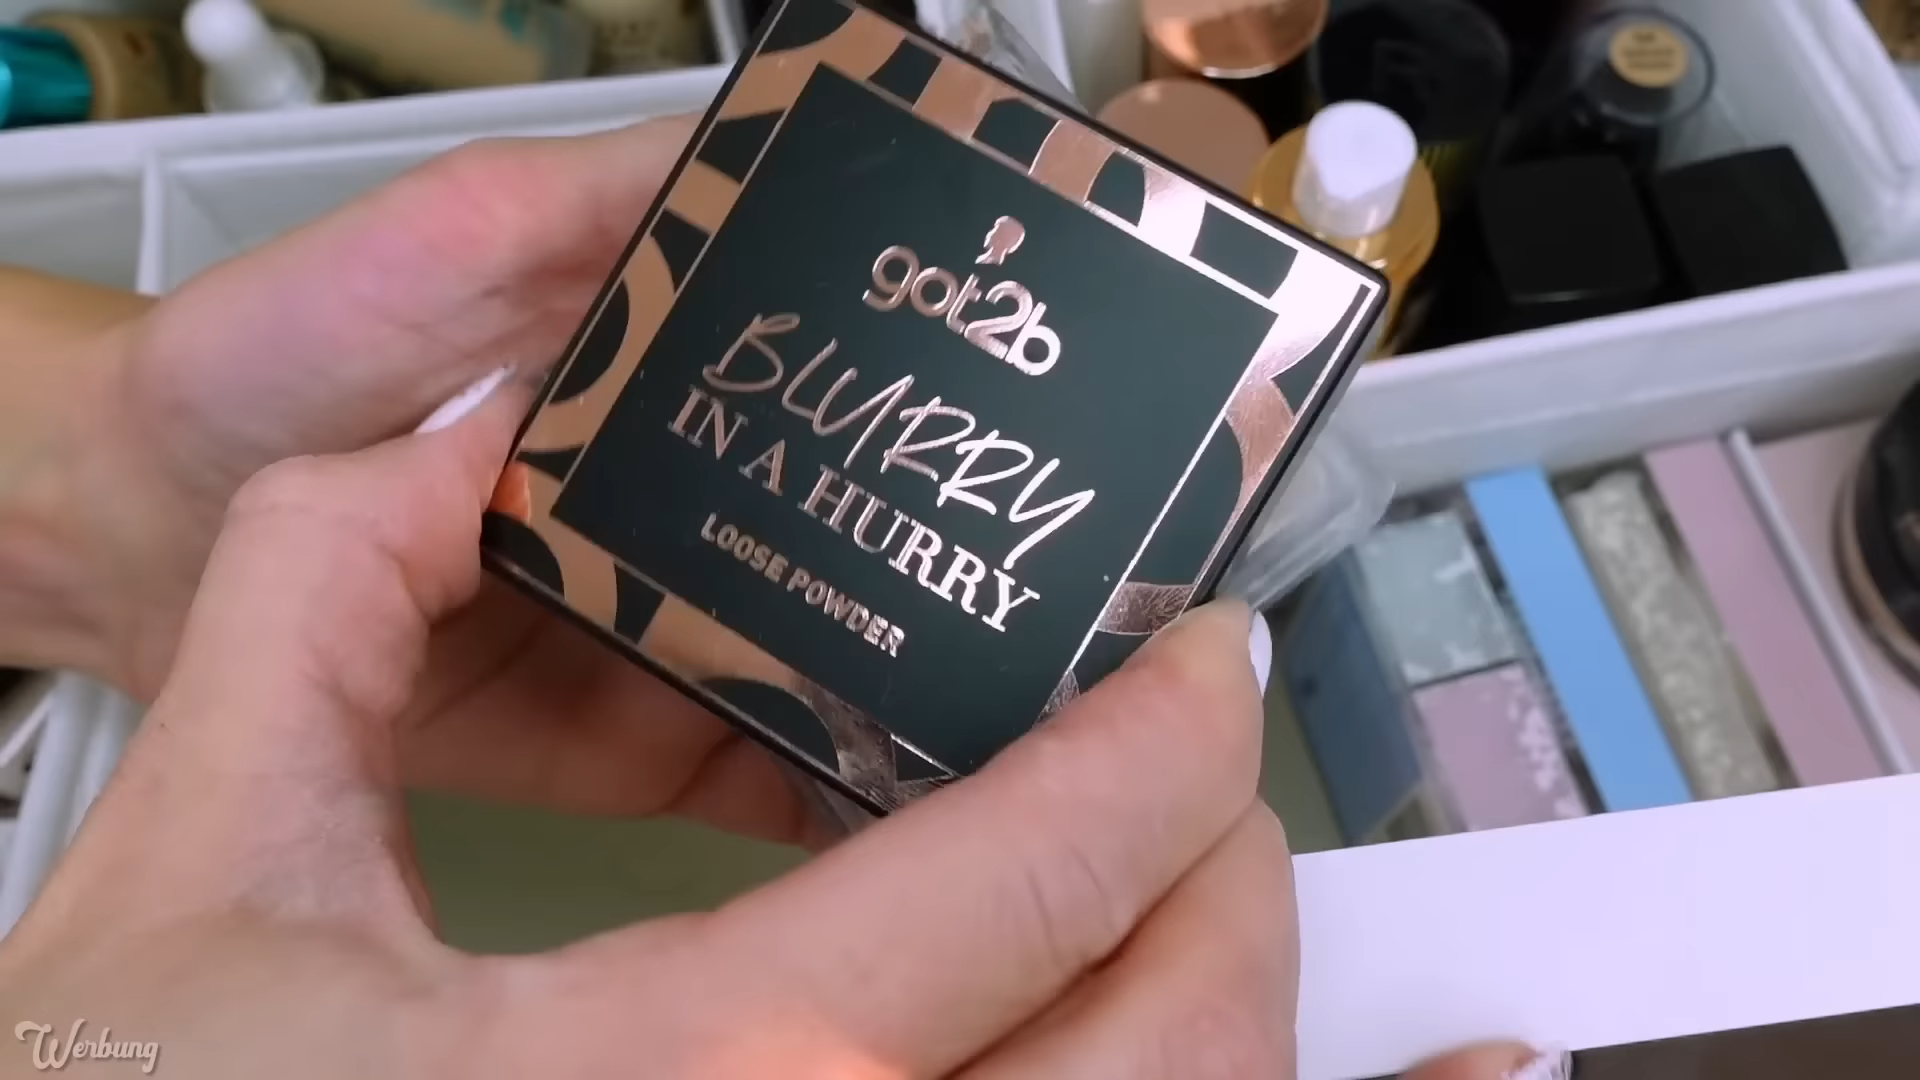 got2b
BLURRY
IN A HURRY
LOOSE POWDER
Werbung